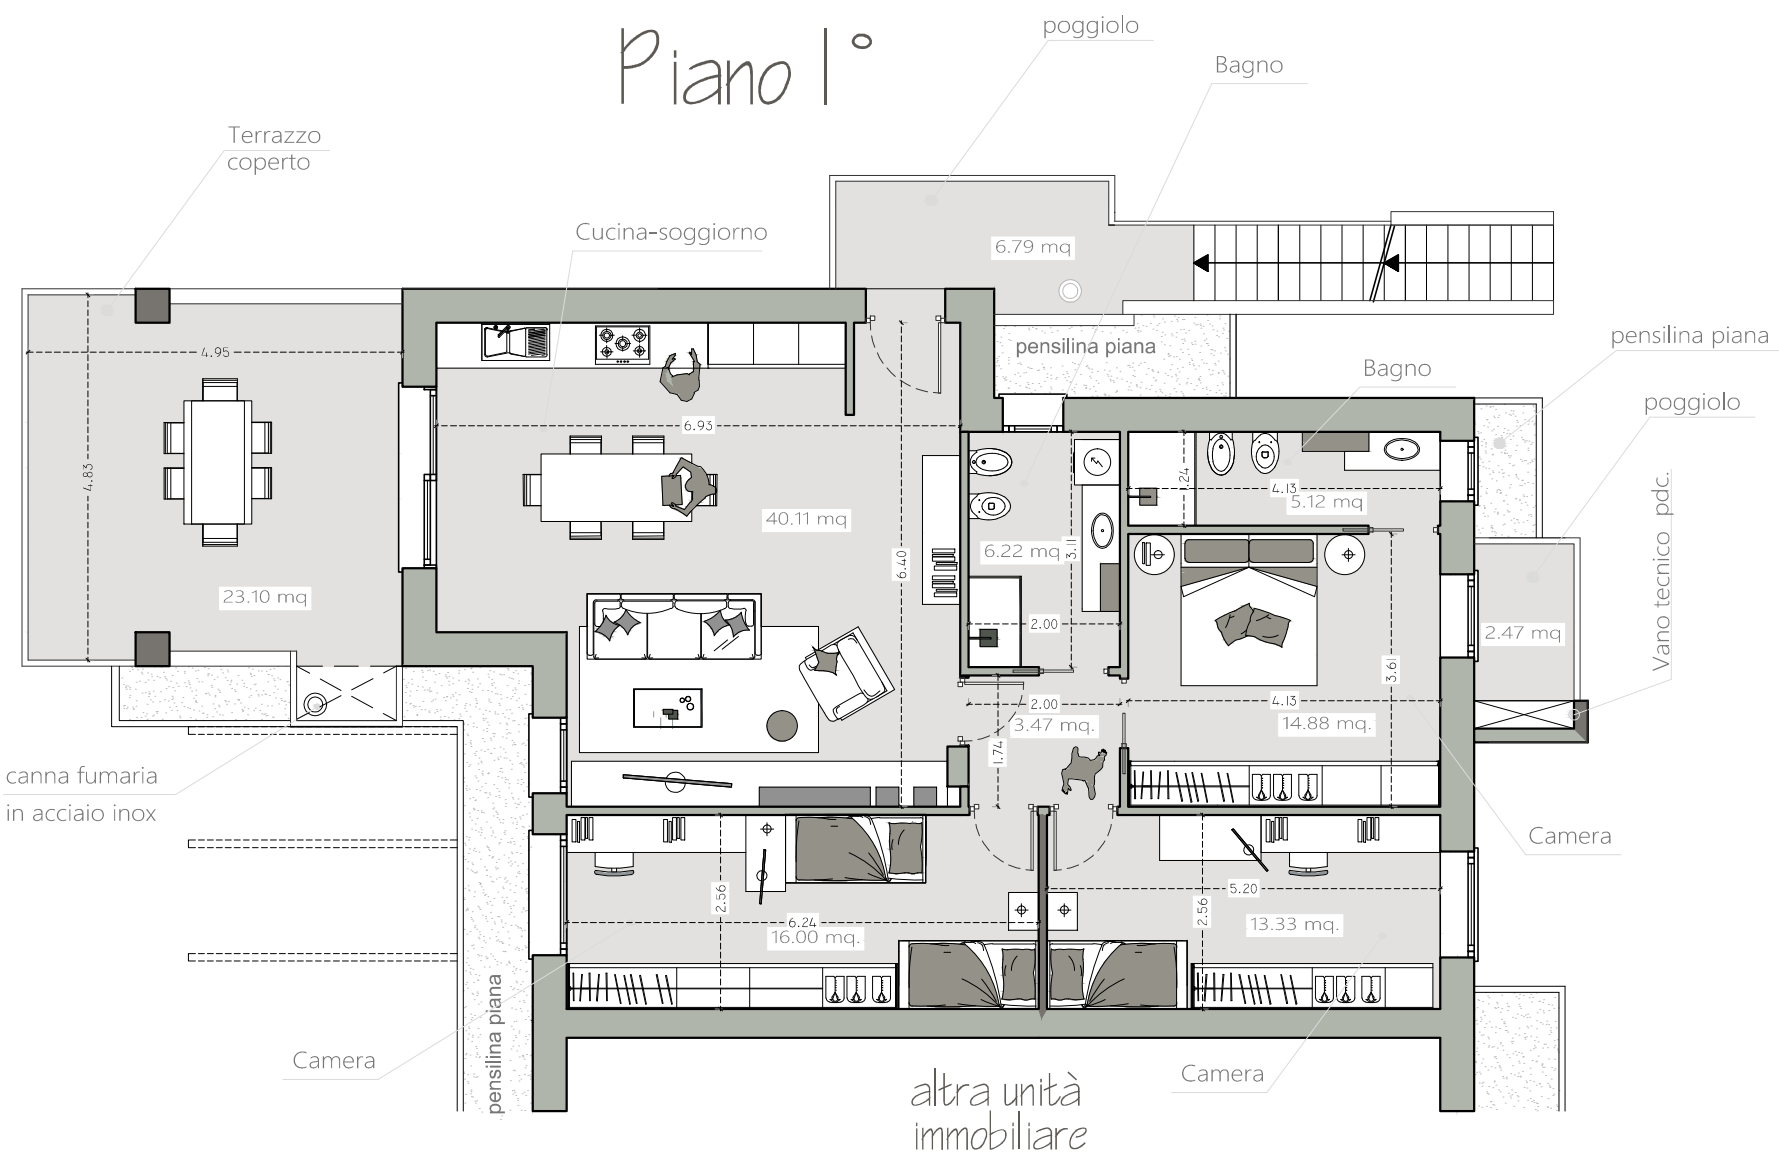 Piano 1°
poggiolo
Bagno
Terrazzo
coperto
Cucina-soggiorno
6.79 mq
pensilina piana
pensilina piana
Bagno
poggiolo
4.95
4.83
6.93
40.11 mq
6.40
23.10 mq
6.22 mq
3.11
2.00
.24
4.13
5.12 mq
Vano tecnico pdc.
2.47 mq
3.61
4.13
14.88 mq.
2.00
3.47 mq.
1.74
canna fumaria
in acciaio inox
Camera
2.56
6.24
16.00 mq.
5.20
2.56
13.33 mq.
pensilina piana
Camera
Camera
altra unità
immobiliare